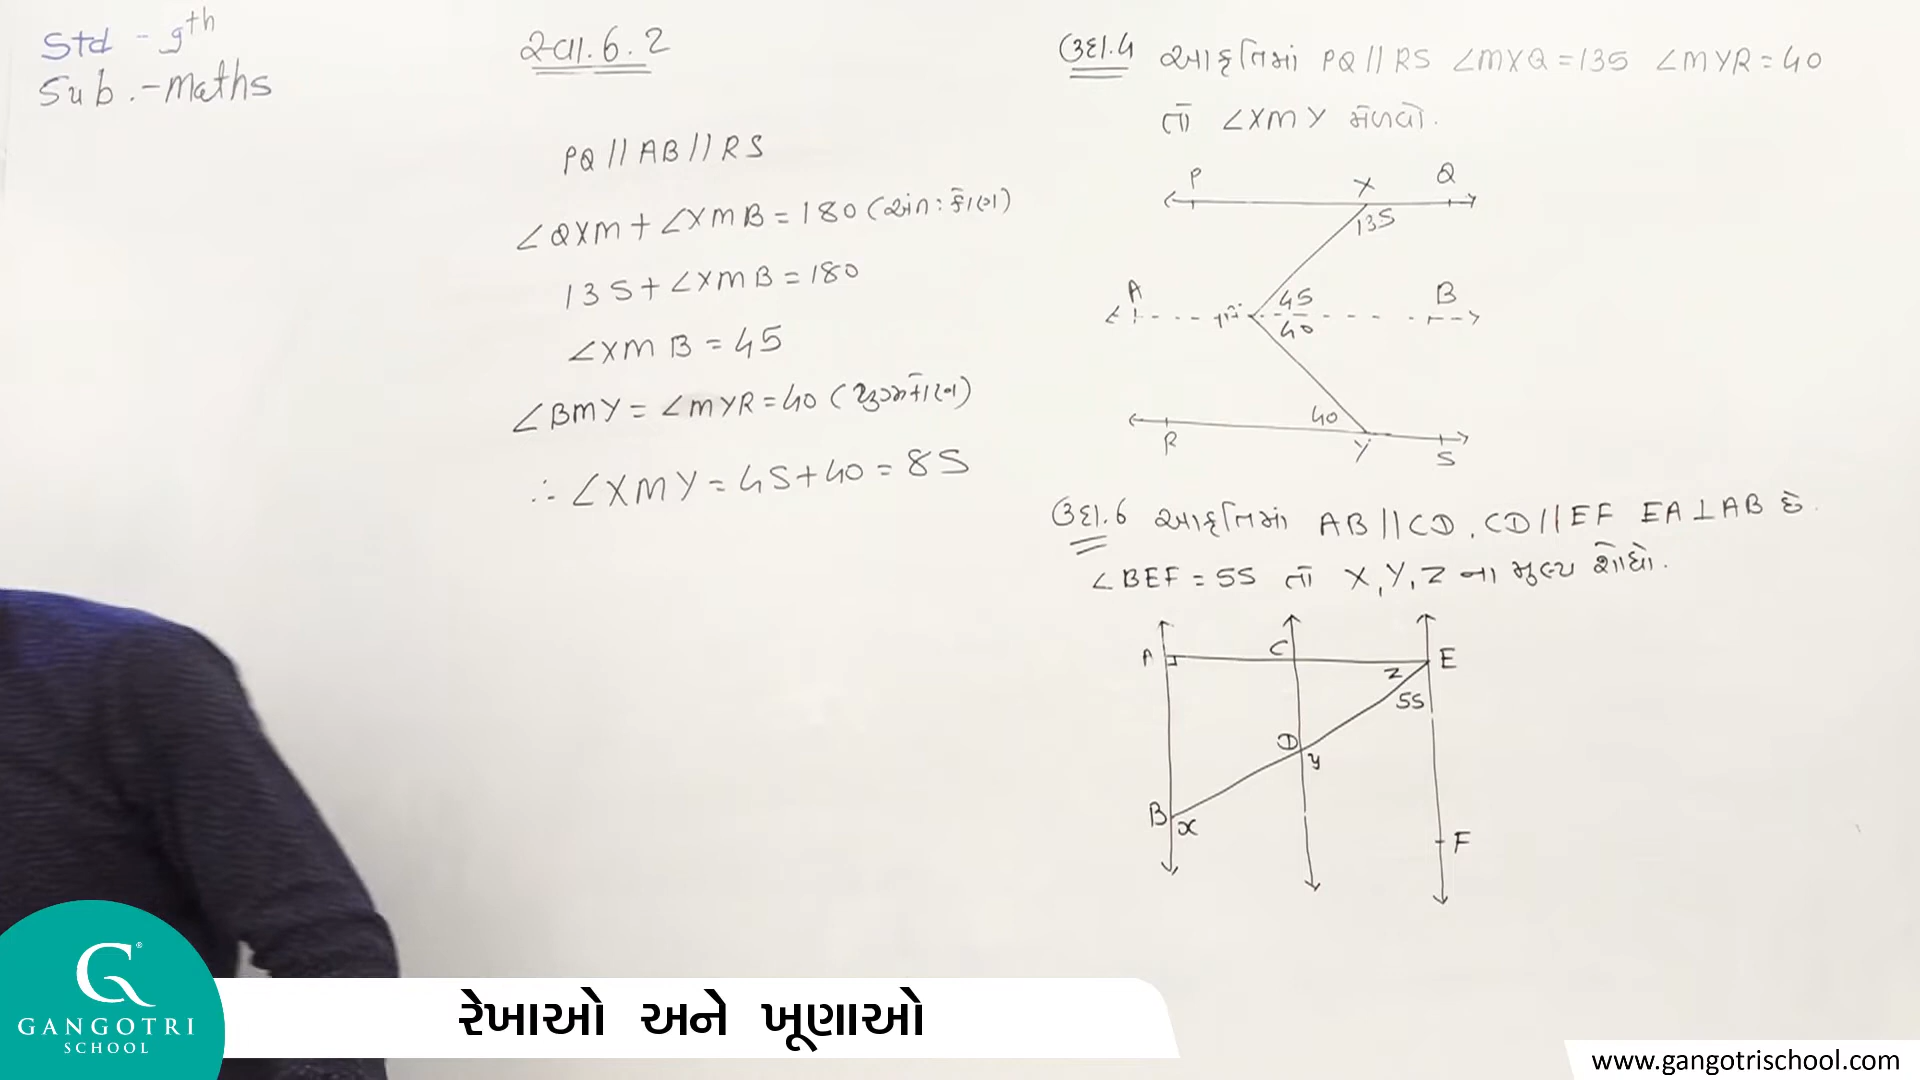 Std - 9th
Sub. - Maths
સ્વા. 6.2
PQ // AB // RS
∠QXM + ∠XMB = 180 (અંતઃકોણ)
135 + ∠XMB = 180
∠XMB = 45
∠BMY = ∠MYR = 40 (યુગ્મકોણ)
∴ ∠XMY = 45 + 40 = 85
ઉદા.4 આકૃતિમાં PQ // RS ∠MXQ = 135 ∠MYR = 40
તો ∠XMY મેળવો.
P X Q
135
A M 45 B
40
40
R Y S
ઉદા.6 આકૃતિમાં AB // CD, CD // EF EA ⊥ AB છે.
∠BEF = 55 તો X, Y, Z ના મુલ્ય શોધો.
A C E
z
55
D y
B x
F
GANGOTRI
SCHOOL
રેખાઓ અને ખૂણાઓ
www.gangotrischool.com